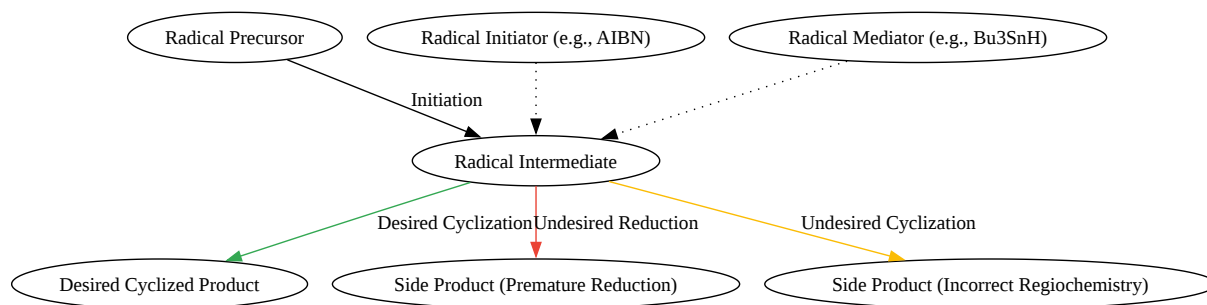 Radical Precursor
Radical Initiator (e.g., AIBN)
Radical Mediator (e.g., Bu3SnH)
Initiation
Radical Intermediate
Desired Cyclization
Undesired Reduction
Undesired Cyclization
Desired Cyclized Product
Side Product (Premature Reduction)
Side Product (Incorrect Regiochemistry)